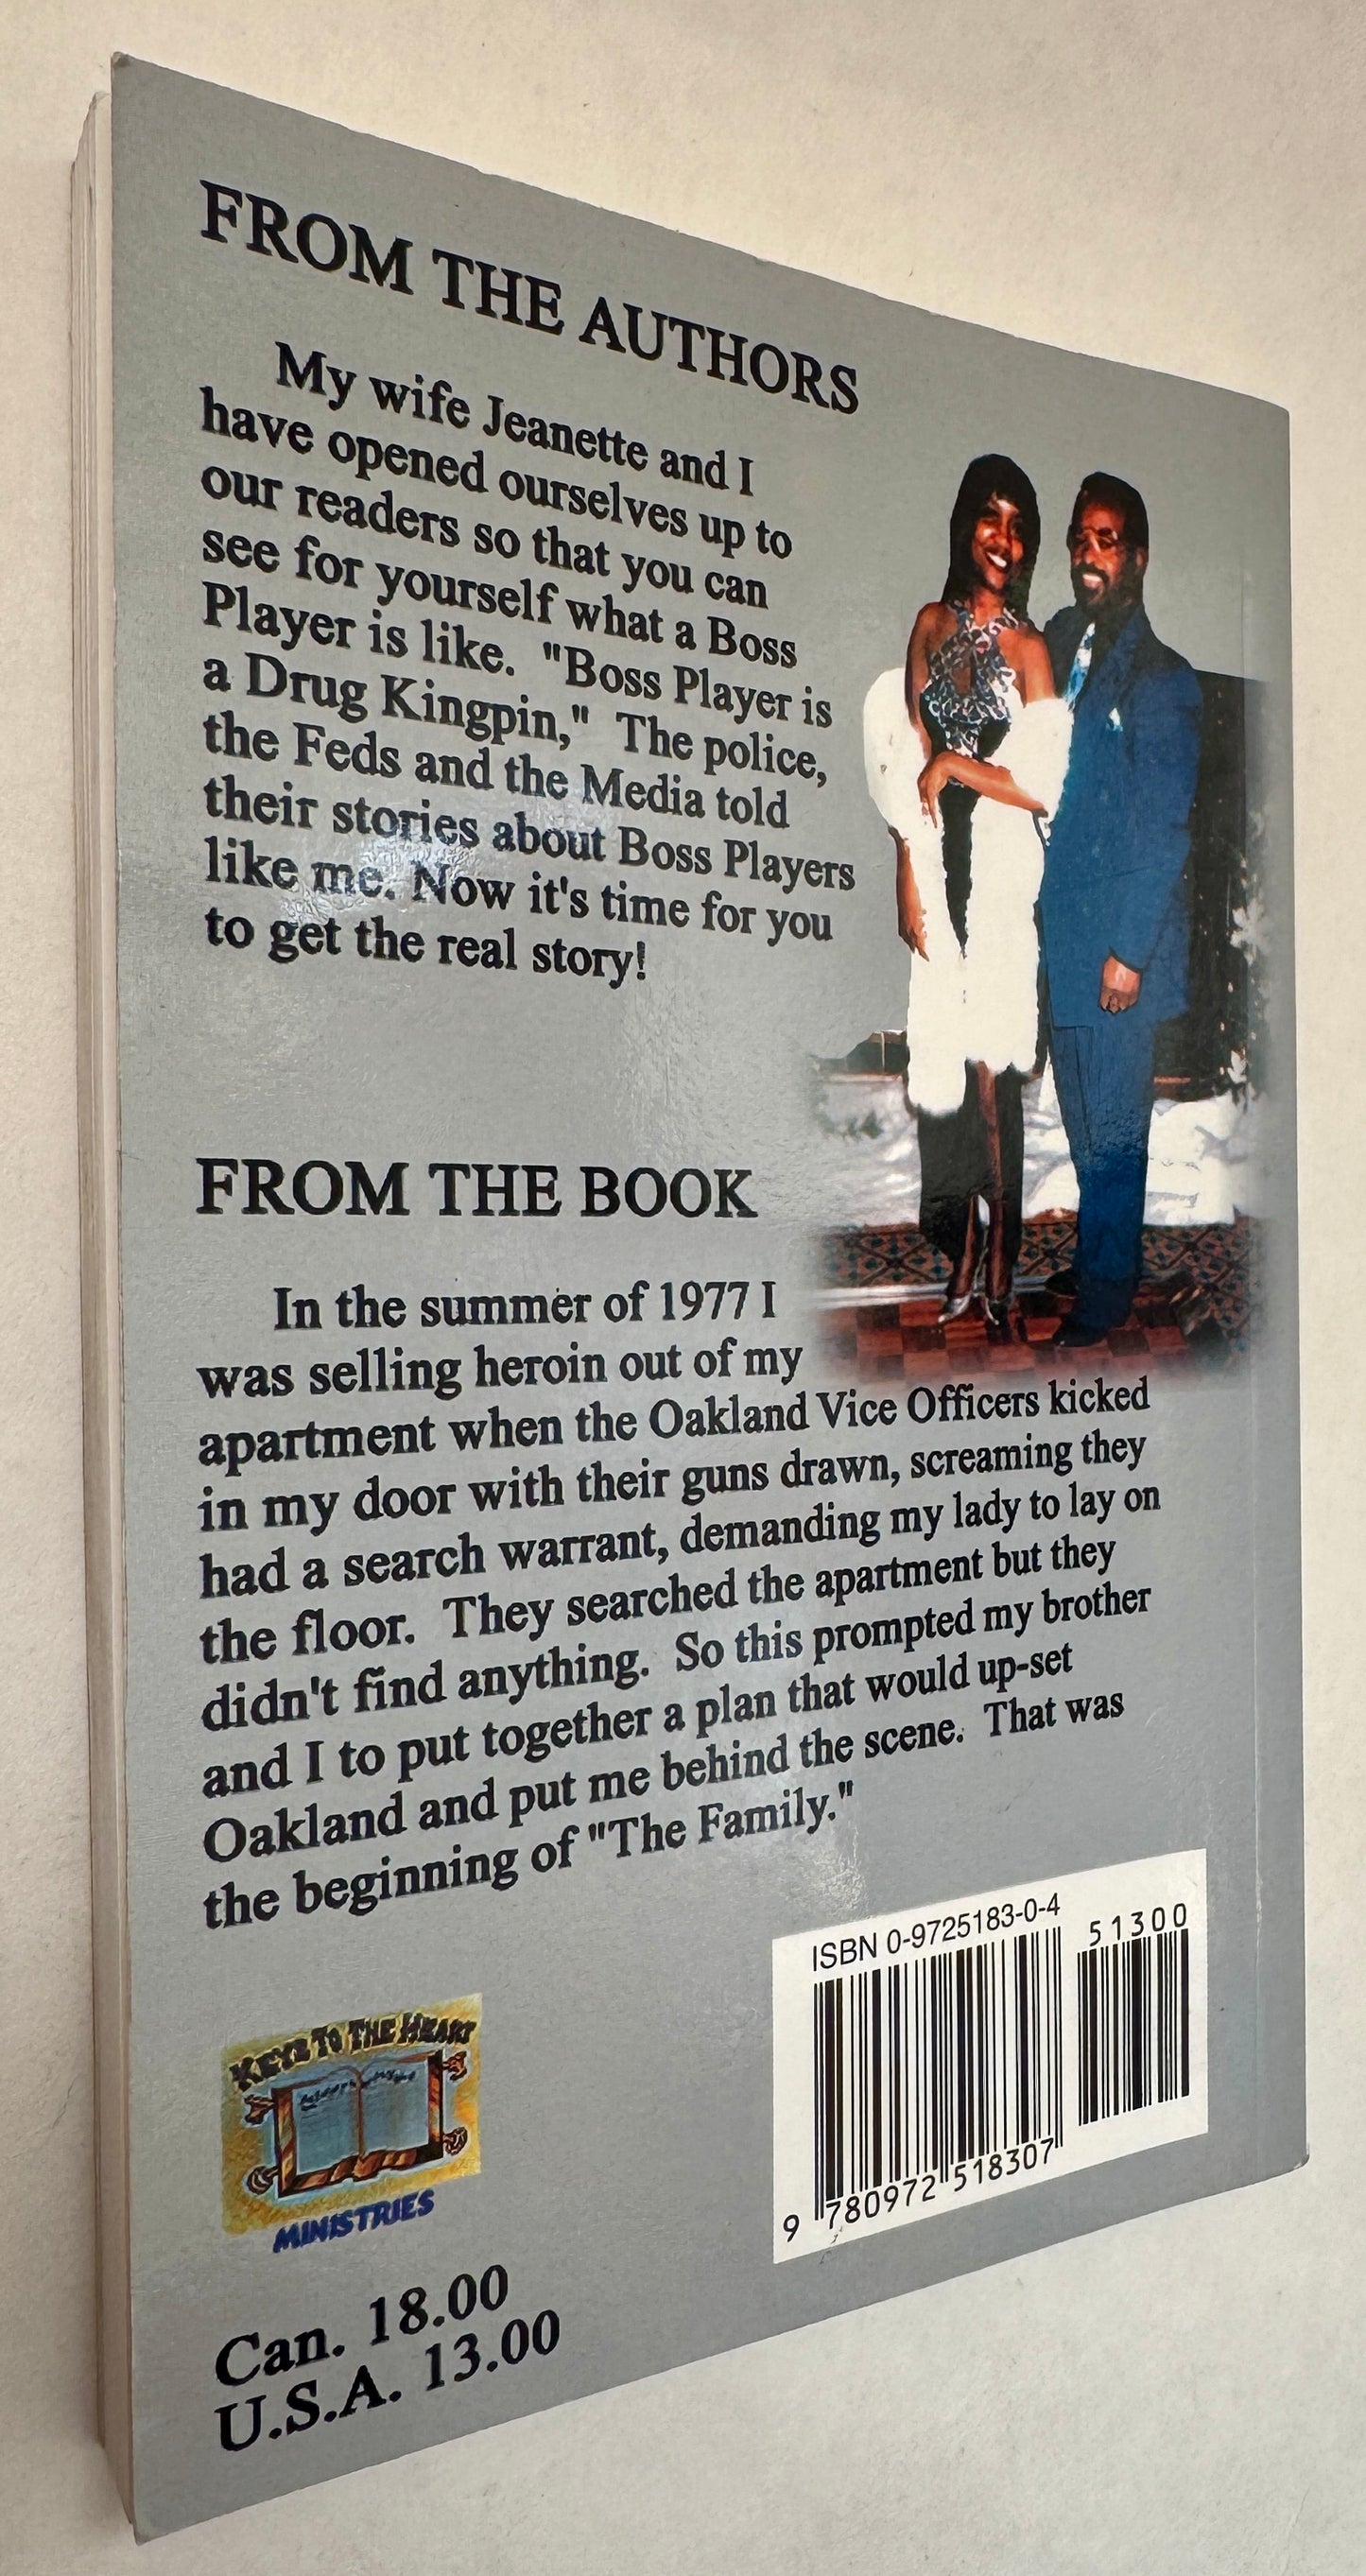 FROM THE AUTHORS
My wife Jeanette and I
have opened ourselves up to
our readers so that you can
see for yourself what a Boss
Player is like.  "Boss Player is
a Drug Kingpin,"  The police,
the Feds and the Media told
their stories about Boss Players
like me. Now it's time for you
to get the real story!
FROM THE BOOK
In the summer of 1977 I
was selling heroin out of my
apartment when the Oakland Vice Officers kicked
in my door with their guns drawn, screaming they
had a search warrant, demanding my lady to lay on
the floor.  They searched the apartment but they
didn't find anything.  So this prompted my brother
and I to put together a plan that would up-set
Oakland and put me behind the scene.  That was
the beginning of "The Family."
KEYS TO THE HEART
MINISTRIES
Can. 18.00
U.S.A. 13.00
ISBN 0-9725183-0-4
51300
9 780972 518307